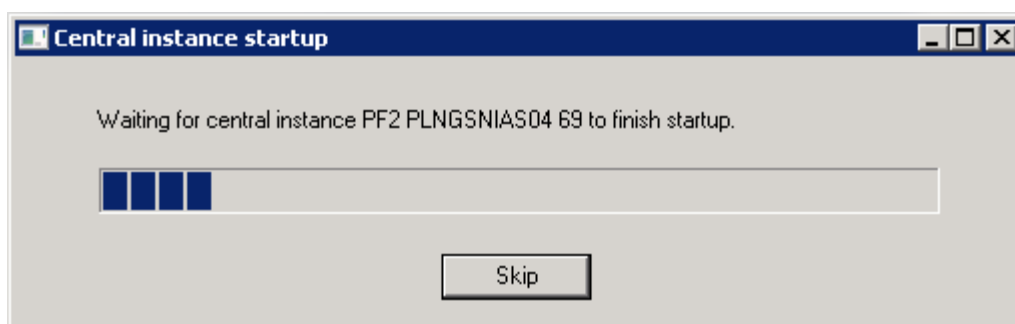 Central instance startup
Waiting for central instance PF2 PLNGSNIAS04 69 to finish startup.
Skip